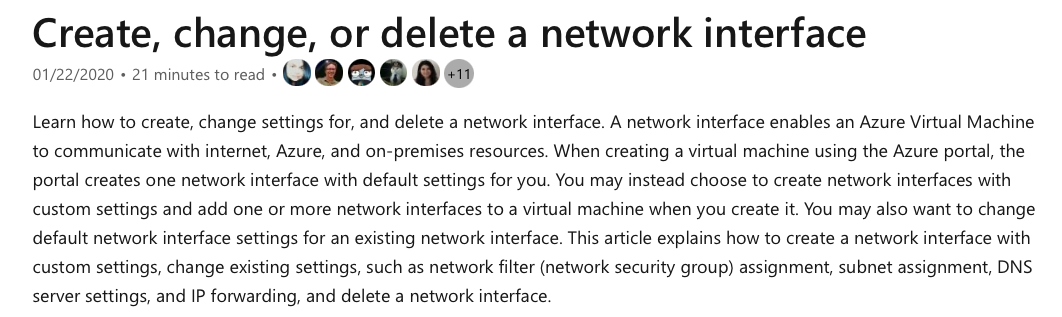 Create, change, or delete a network interface
01/22/2020 • 21 minutes to read • +11
Learn how to create, change settings for, and delete a network interface. A network interface enables an Azure Virtual Machine
to communicate with internet, Azure, and on-premises resources. When creating a virtual machine using the Azure portal, the
portal creates one network interface with default settings for you. You may instead choose to create network interfaces with
custom settings and add one or more network interfaces to a virtual machine when you create it. You may also want to change
default network interface settings for an existing network interface. This article explains how to create a network interface with
custom settings, change existing settings, such as network filter (network security group) assignment, subnet assignment, DNS
server settings, and IP forwarding, and delete a network interface.